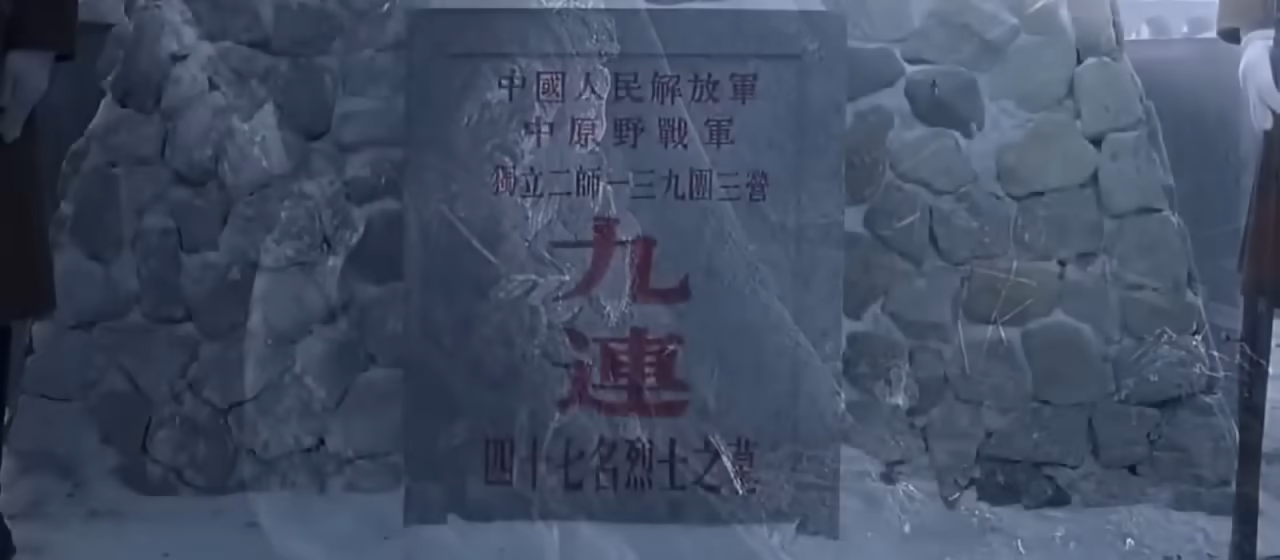 中國人民解放軍
中原野戰軍
獨立二師一三九團三營
九
連
四十七名烈士之墓